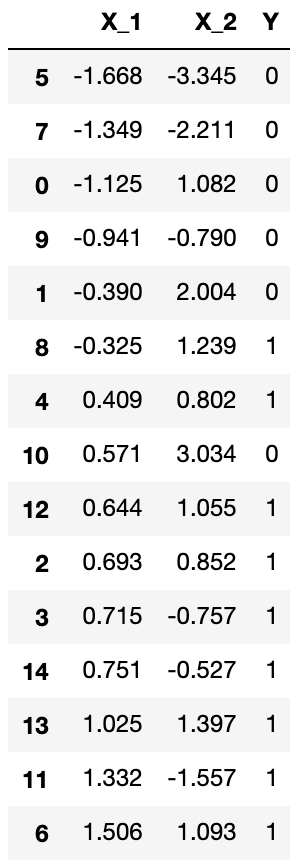 X_1 X_2 Y
5 -1.668 -3.345 0
7 -1.349 -2.211 0
0 -1.125 1.082 0
9 -0.941 -0.790 0
1 -0.390 2.004 0
8 -0.325 1.239 1
4 0.409 0.802 1
10 0.571 3.034 0
12 0.644 1.055 1
2 0.693 0.852 1
3 0.715 -0.757 1
14 0.751 -0.527 1
13 1.025 1.397 1
11 1.332 -1.557 1
6 1.506 1.093 1